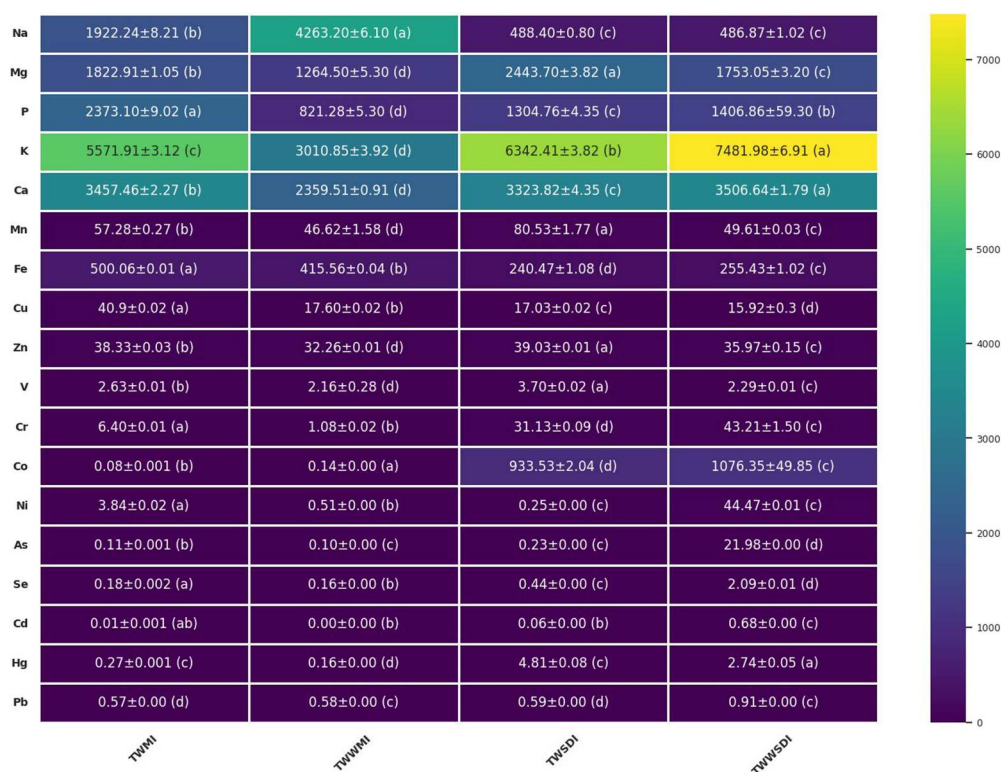 Na 1922.24±8.21 (b) 4263.20±6.10 (a) 488.40±0.80 (c) 486.87±1.02 (c)
Mg 1822.91±1.05 (b) 1264.50±5.30 (d) 2443.70±3.82 (a) 1753.05±3.20 (c)
P 2373.10±9.02 (a) 821.28±5.30 (d) 1304.76±4.35 (c) 1406.86±59.30 (b)
K 5571.91±3.12 (c) 3010.85±3.92 (d) 6342.41±3.82 (b) 7481.98±6.91 (a)
Ca 3457.46±2.27 (b) 2359.51±0.91 (d) 3323.82±4.35 (c) 3506.64±1.79 (a)
Mn 57.28±0.27 (b) 46.62±1.58 (d) 80.53±1.77 (a) 49.61±0.03 (c)
Fe 500.06±0.01 (a) 415.56±0.04 (b) 240.47±1.08 (d) 255.43±1.02 (c)
Cu 40.9±0.02 (a) 17.60±0.02 (b) 17.03±0.02 (c) 15.92±0.3 (d)
Zn 38.33±0.03 (b) 32.26±0.01 (d) 39.03±0.01 (a) 35.97±0.15 (c)
V 2.63±0.01 (b) 2.16±0.28 (d) 3.70±0.02 (a) 2.29±0.01 (c)
Cr 6.40±0.01 (a) 1.08±0.02 (b) 31.13±0.09 (d) 43.21±1.50 (c)
Co 0.08±0.001 (b) 0.14±0.00 (a) 933.53±2.04 (d) 1076.35±49.85 (c)
Ni 3.84±0.02 (a) 0.51±0.00 (b) 0.25±0.00 (c) 44.47±0.01 (c)
As 0.11±0.001 (b) 0.10±0.00 (c) 0.23±0.00 (c) 21.98±0.00 (d)
Se 0.18±0.002 (a) 0.16±0.00 (b) 0.44±0.00 (c) 2.09±0.01 (d)
Cd 0.01±0.001 (ab) 0.00±0.00 (b) 0.06±0.00 (b) 0.68±0.00 (c)
Hg 0.27±0.001 (c) 0.16±0.00 (d) 4.81±0.08 (c) 2.74±0.05 (a)
Pb 0.57±0.00 (d) 0.58±0.00 (c) 0.59±0.00 (d) 0.91±0.00 (c)
TWMI TWWMI TWSDI TWWSDI
7000
6000
5000
4000
3000
2000
1000
0